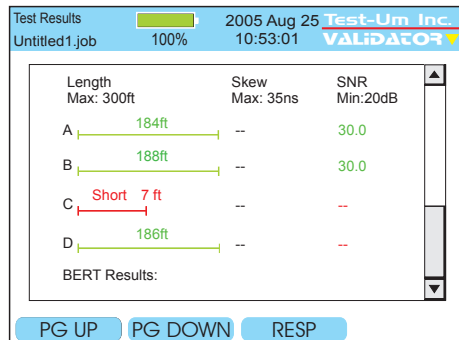 Test Results 2005 Aug 25 Test-Um Inc.
Untitled1.job 100% 10:53:01 VALIDATOR
Length Skew SNR
Max: 300ft Max: 35ns Min:20dB
A 184ft -- 30.0
B 188ft -- 30.0
C Short 7 ft -- --
D 186ft -- --
BERT Results:
PG UP PG DOWN RESP